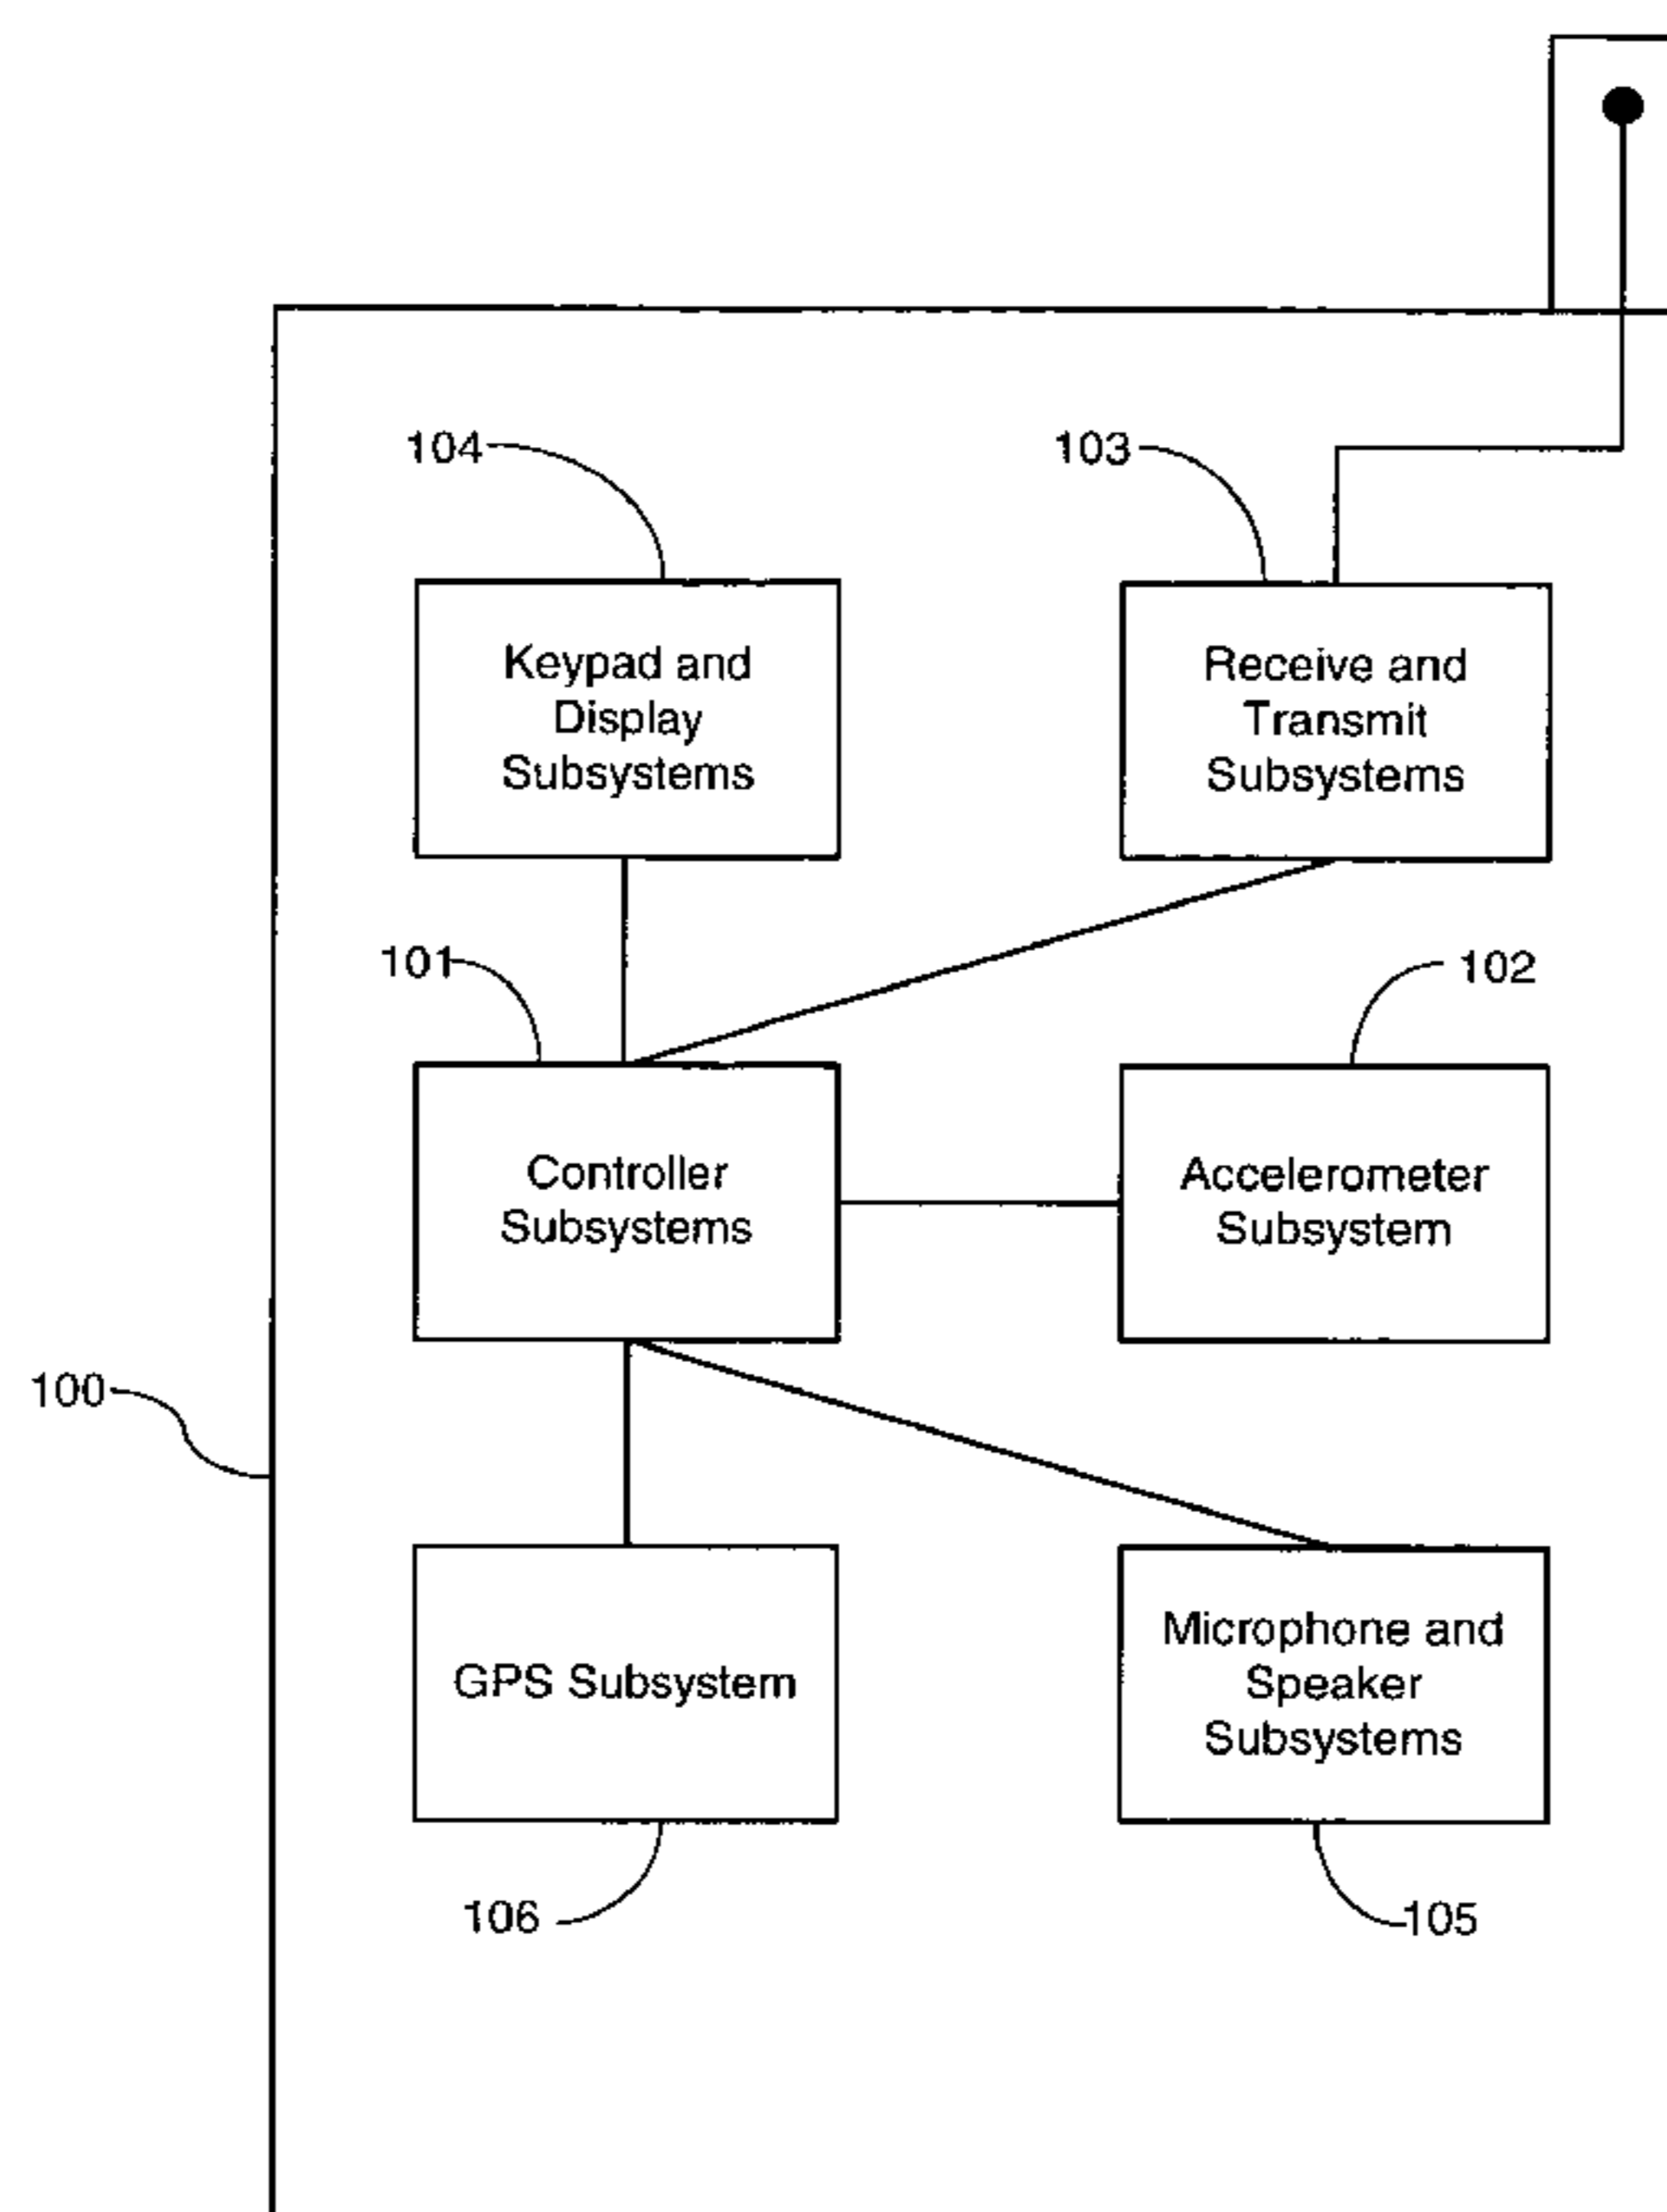 104
103
Keypad and
Display
Subsystems
Receive and
Transmit
Subsystems
101
102
Controller
Subsystems
Accelerometer
Subsystem
100
GPS Subsystem
Microphone and
Speaker
Subsystems
106
105